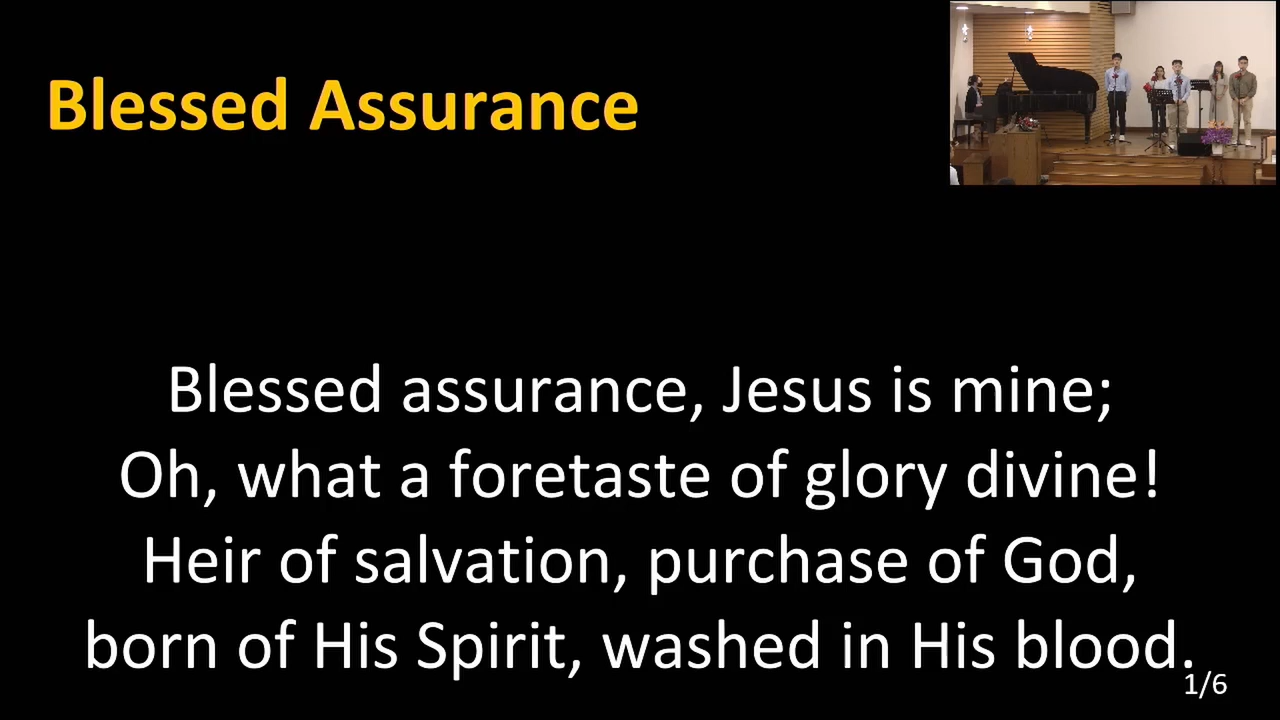 Blessed Assurance
Blessed assurance, Jesus is mine;
Oh, what a foretaste of glory divine!
Heir of salvation, purchase of God,
born of His Spirit, washed in His blood.
1/6